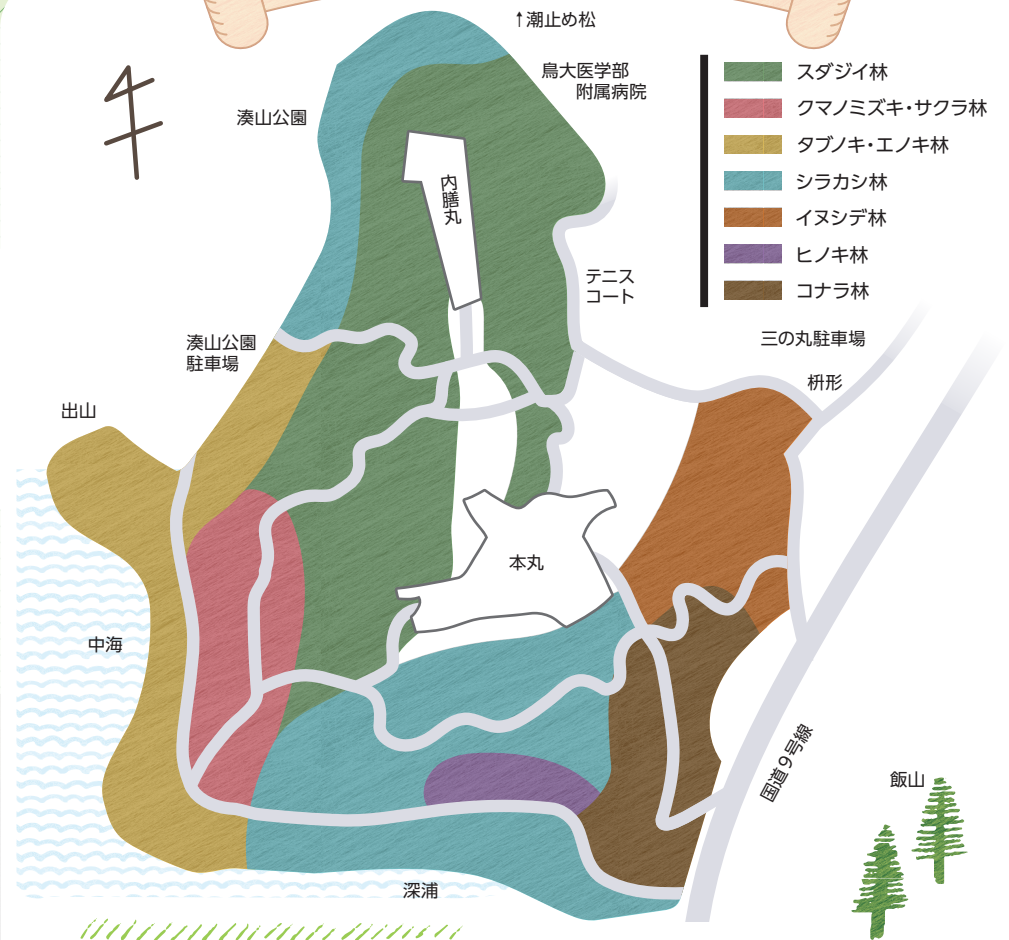 ↑潮止め松
鳥大医学部
附属病院
湊山公園
スダジイ林
クマノミズキ・サクラ林
タブノキ・エノキ林
シラカシ林
イヌシデ林
ヒノキ林
コナラ林
内膳丸
テニス
コート
湊山公園
駐車場
三の丸駐車場
枡形
出山
本丸
中海
国道9号線
飯山
深浦